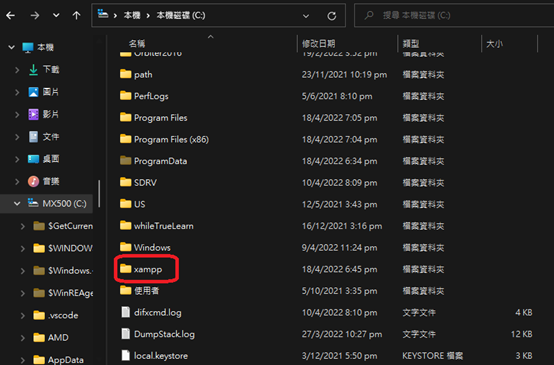 本機 > 本機磁碟 (C:)
搜尋 本機磁碟 (C:)
名稱 修改日期 類型 大小
本機
下載
圖片
影片
文件
桌面
音樂
MX500 (C:)
$GetCurren
$WINDOW
$Windows.~
$WinREAge
.vscode
AMD
AppData
Orbiter2016 19/2/2022 3:52 pm 檔案資料夾
path 23/11/2021 10:19 pm 檔案資料夾
PerfLogs 5/6/2021 8:10 pm 檔案資料夾
Program Files 18/4/2022 7:05 pm 檔案資料夾
Program Files (x86) 18/4/2022 7:04 pm 檔案資料夾
ProgramData 18/4/2022 6:34 pm 檔案資料夾
SDRV 10/4/2022 8:09 pm 檔案資料夾
US 12/5/2021 3:43 pm 檔案資料夾
whileTrueLearn 16/12/2021 3:16 pm 檔案資料夾
Windows 9/4/2022 11:24 pm 檔案資料夾
xampp 18/4/2022 6:45 pm 檔案資料夾
使用者 5/10/2021 3:35 pm 檔案資料夾
difxcmd.log 10/4/2022 8:10 pm 文字文件 4 KB
DumpStack.log 27/3/2022 10:27 pm 文字文件 12 KB
local.keystore 3/12/2021 5:50 pm KEYSTORE 檔案 3 KB